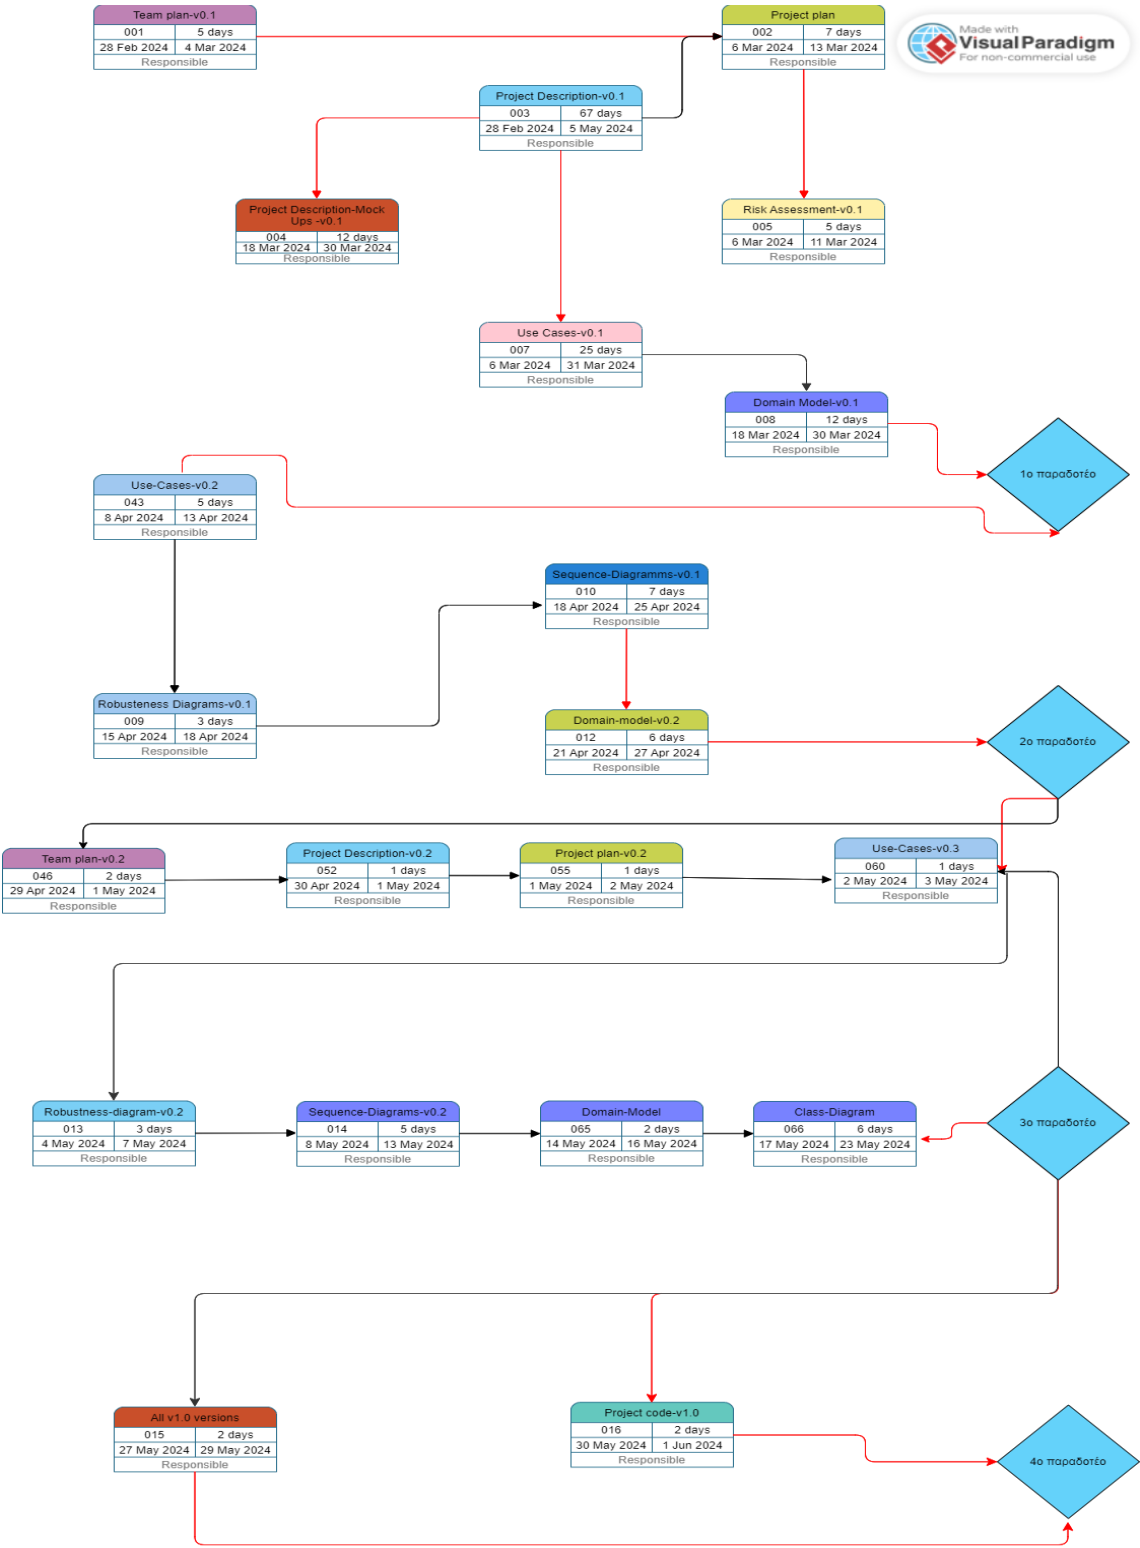 Team plan-v0.1
001 5 days
28 Feb 2024 4 Mar 2024
Responsible
Project plan
002 7 days
6 Mar 2024 13 Mar 2024
Responsible
Made with
Visual Paradigm
For non-commercial use
Project Description-v0.1
003 67 days
28 Feb 2024 5 May 2024
Responsible
Project Description-Mock
Ups -v0.1
004 12 days
18 Mar 2024 30 Mar 2024
Responsible
Risk Assessment-v0.1
005 5 days
6 Mar 2024 11 Mar 2024
Responsible
Use Cases-v0.1
007 25 days
6 Mar 2024 31 Mar 2024
Responsible
Domain Model-v0.1
008 12 days
18 Mar 2024 30 Mar 2024
Responsible
1ο παραδοτέο
Use-Cases-v0.2
043 5 days
8 Apr 2024 13 Apr 2024
Responsible
Sequence-Diagramms-v0.1
010 7 days
18 Apr 2024 25 Apr 2024
Responsible
Robusteness Diagrams-v0.1
009 3 days
15 Apr 2024 18 Apr 2024
Responsible
Domain-model-v0.2
012 6 days
21 Apr 2024 27 Apr 2024
Responsible
2ο παραδοτέο
Team plan-v0.2
046 2 days
29 Apr 2024 1 May 2024
Responsible
Project Description-v0.2
052 1 days
30 Apr 2024 1 May 2024
Responsible
Project plan-v0.2
055 1 days
1 May 2024 2 May 2024
Responsible
Use-Cases-v0.3
060 1 days
2 May 2024 3 May 2024
Responsible
Robustness-diagram-v0.2
013 3 days
4 May 2024 7 May 2024
Responsible
Sequence-Diagrams-v0.2
014 5 days
8 May 2024 13 May 2024
Responsible
Domain-Model
065 2 days
14 May 2024 16 May 2024
Responsible
Class-Diagram
066 6 days
17 May 2024 23 May 2024
Responsible
3ο παραδοτέο
All v1.0 versions
015 2 days
27 May 2024 29 May 2024
Responsible
Project code-v1.0
016 2 days
30 May 2024 1 Jun 2024
Responsible
4ο παραδοτέο